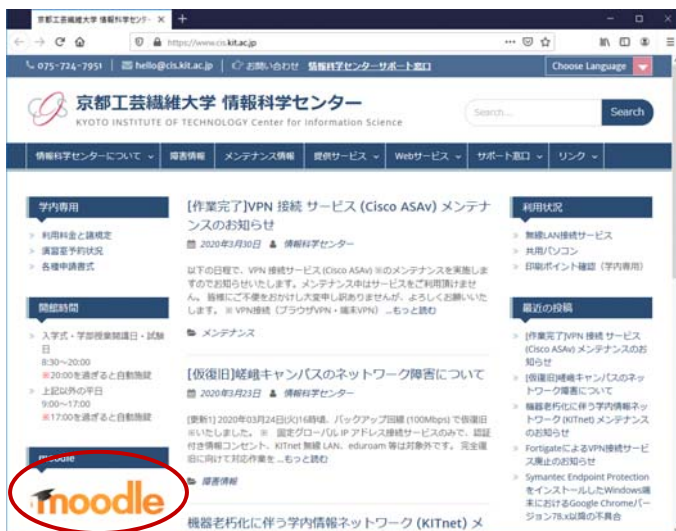 京都工芸繊維大学 情報科学センター
https://www.cis.kit.ac.jp
075-724-7951 hello@cis.kit.ac.jp お問い合わせ 情報科学センターサポート窓口 Choose Language
京都工芸繊維大学 情報科学センター
KYOTO INSTITUTE OF TECHNOLOGY Center for Information Science
Search... Search
情報科学センターについて 障害情報 メンテナンス情報 提供サービス Webサービス サポート窓口 リンク
学内専用
利用料金と諸規定
演習室予約状況
各種申請書式
開館時間
入学式・学部授業開講日・試験
日
8:30～20:00
※20:00を過ぎると自動施錠
上記以外の平日
9:00～17:00
※17:00を過ぎると自動施錠
moodle
moodle
[作業完了]VPN 接続 サービス (Cisco ASAv) メンテナ
ンスのお知らせ
2020年3月30日 情報科学センター
以下の日程で、VPN 接続サービス (Cisco ASAv) ※のメンテナンスを実施しま
すのでお知らせいたします。メンテナンス中はサービスをご利用頂けませ
ん。 皆様にご不便をおかけし大変申し訳ありませんが、よろしくお願いいた
します。 ※ VPN接続（ブラウザVPN・端末VPN） ...もっと読む
メンテナンス
[仮復旧]嵯峨キャンパスのネットワーク障害について
2020年3月23日 情報科学センター
[更新1] 2020年03月24日(火)16時頃、バックアップ回線 (100Mbps) で仮復旧
※いたしました。 ※ 固定グローバル IP アドレス接続サービスのみで、認証
付き情報コンセント、KITnet 無線 LAN、eduroam 等は対象外です。 完全復
旧に向けて対応作業を ...もっと読む
障害情報
機器老朽化に伴う学内情報ネットワーク (KITnet) メ
利用状況
無線LAN接続サービス
共用パソコン
印刷ポイント確認（学内専用）
最近の投稿
[作業完了]VPN 接続 サービス
(Cisco ASAv) メンテナンスのお
知らせ
[仮復旧]嵯峨キャンパスのネッ
トワーク障害について
機器老朽化に伴う学内情報ネッ
トワーク (KITnet) メンテナンス
のお知らせ
FortigateによるVPN接続サービ
ス廃止のお知らせ
Symantec Endpoint Protection
をインストールしたWindows端
末におけるGoogle Chromeバー
ジョン78.x以降の不具合